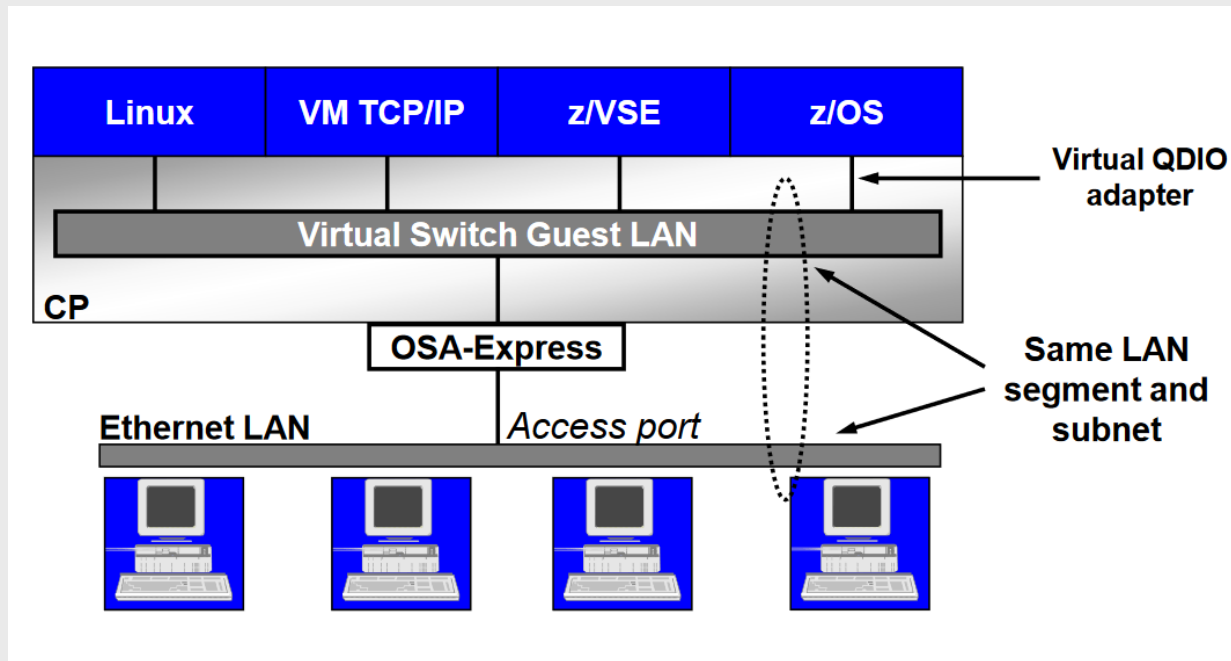 Linux
VM TCP/IP
z/VSE
z/OS
Virtual QDIO
adapter
Virtual Switch Guest LAN
CP
OSA-Express
Same LAN
segment and
subnet
Ethernet LAN
Access port